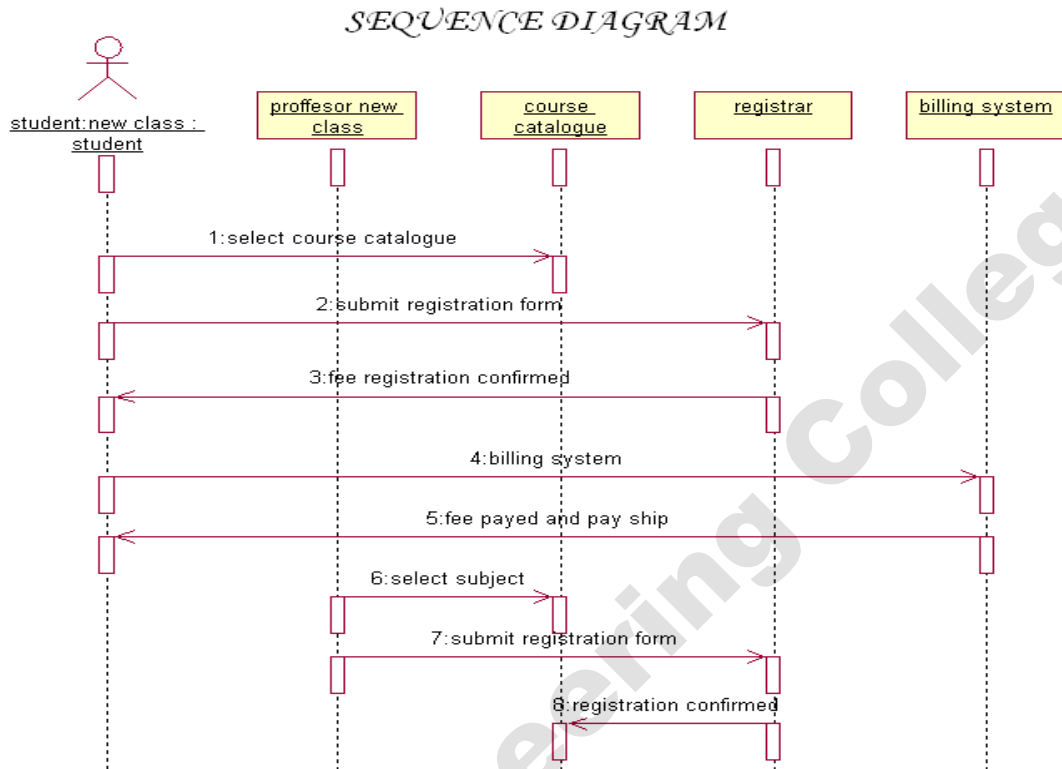 SEQUENCE DIAGRAM
student:new class :
student
proffesor new
class
course
catalogue
registrar
billing system
1:select course catalogue
2:submit registration form
3:fee registration confirmed
4:billing system
5:fee payed and pay ship
6:select subject
7:submit registration form
8:registration confirmed
eering Colleg